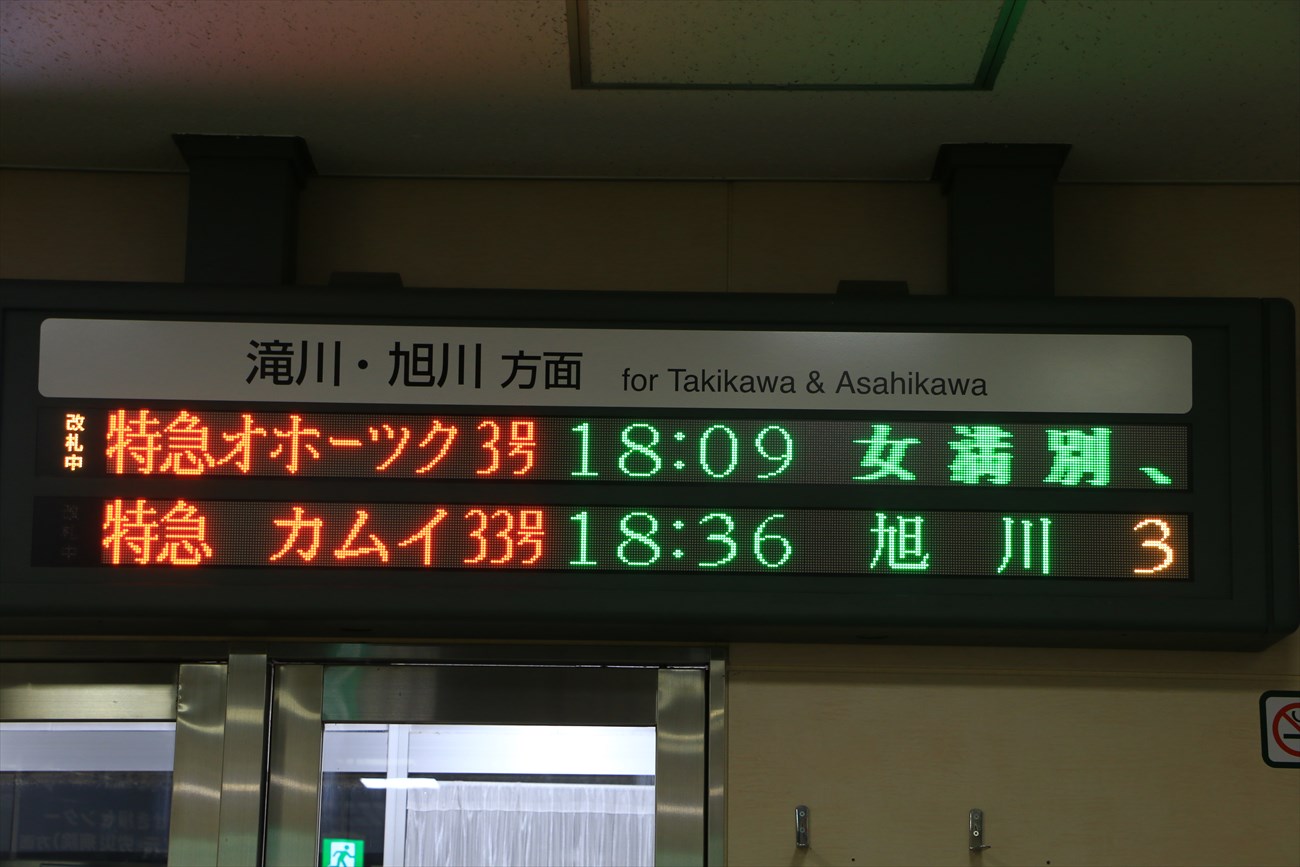 滝川・旭川 方面 for Takikawa & Asahikawa
改札中 特急オホーツク 3号 18:09 女満別、
特急 カムイ 33号 18:36 旭川 3